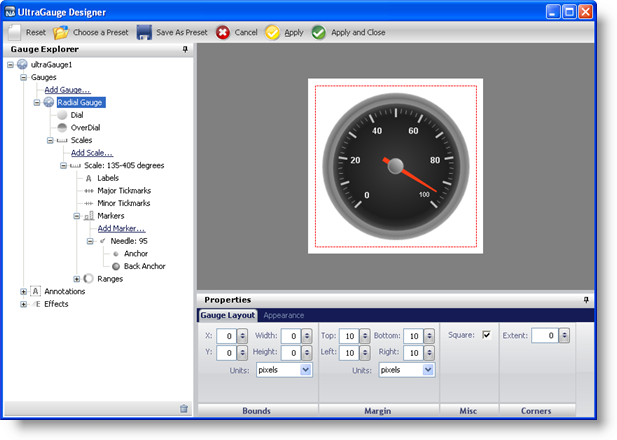 UltraGauge Designer
Reset Choose a Preset Save As Preset Cancel Apply Apply and Close
Gauge Explorer
ultraGauge1
Gauges
Add Gauge...
Radial Gauge
Dial
OverDial
Scales
Add Scale...
Scale: 135-405 degrees
Labels
Major Tickmarks
Minor Tickmarks
Markers
Add Marker...
Needle: 95
Anchor
Back Anchor
Ranges
Annotations
Effects
40 60
20 80
0 100
Properties
Gauge Layout Appearance
X: 0 Width: 0 Top: 10 Bottom: 10 Square: Extent: 0
Y: 0 Height: 0 Left: 10 Right: 10
Units: pixels Units: pixels
Bounds Margin Misc Corners